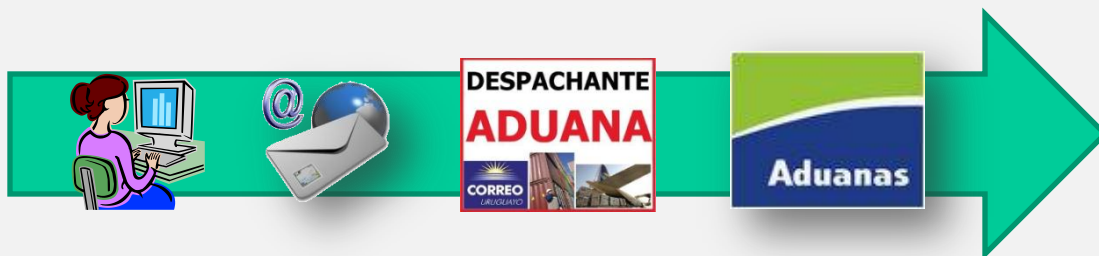 @
DESPACHANTE
ADUANA
CORREO
URUGUAYO
Aduanas